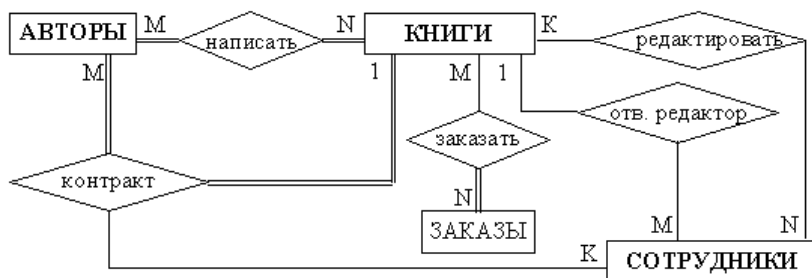 АВТОРЫ M написать N КНИГИ K редактировать
M 1 M 1
заказать отв. редактор
контракт
N M N
ЗАКАЗЫ
K СОТРУДНИКИ